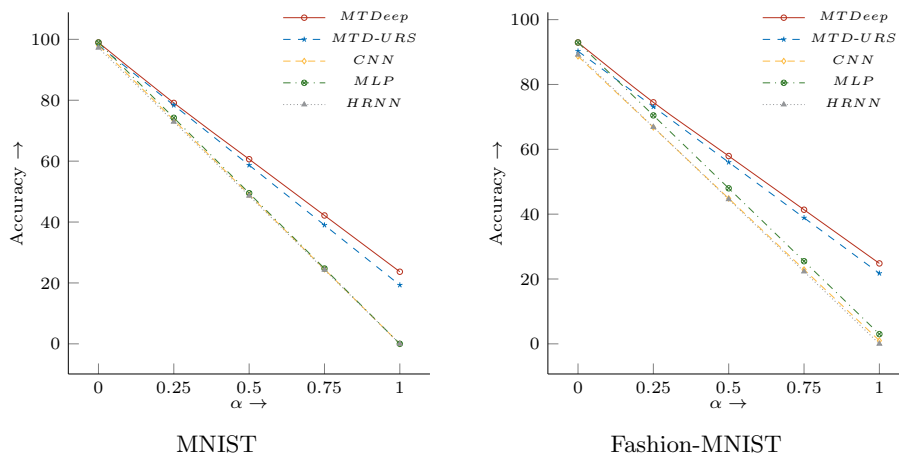 MTDeep
MTD-URS
CNN
MLP
HRNN
100
80
60
40
20
0
Accuracy →
0 0.25 0.5 0.75 1
α →
MNIST
MTDeep
MTD-URS
CNN
MLP
HRNN
100
80
60
40
20
0
Accuracy →
0 0.25 0.5 0.75 1
α →
Fashion-MNIST